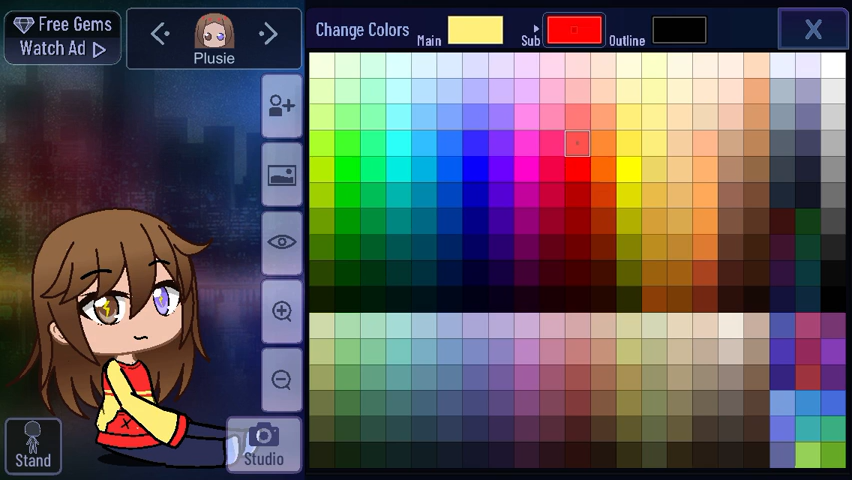 Free Gems
Watch Ad
Plusie
Change Colors
Main
Sub
Outline
X
Stand
Studio